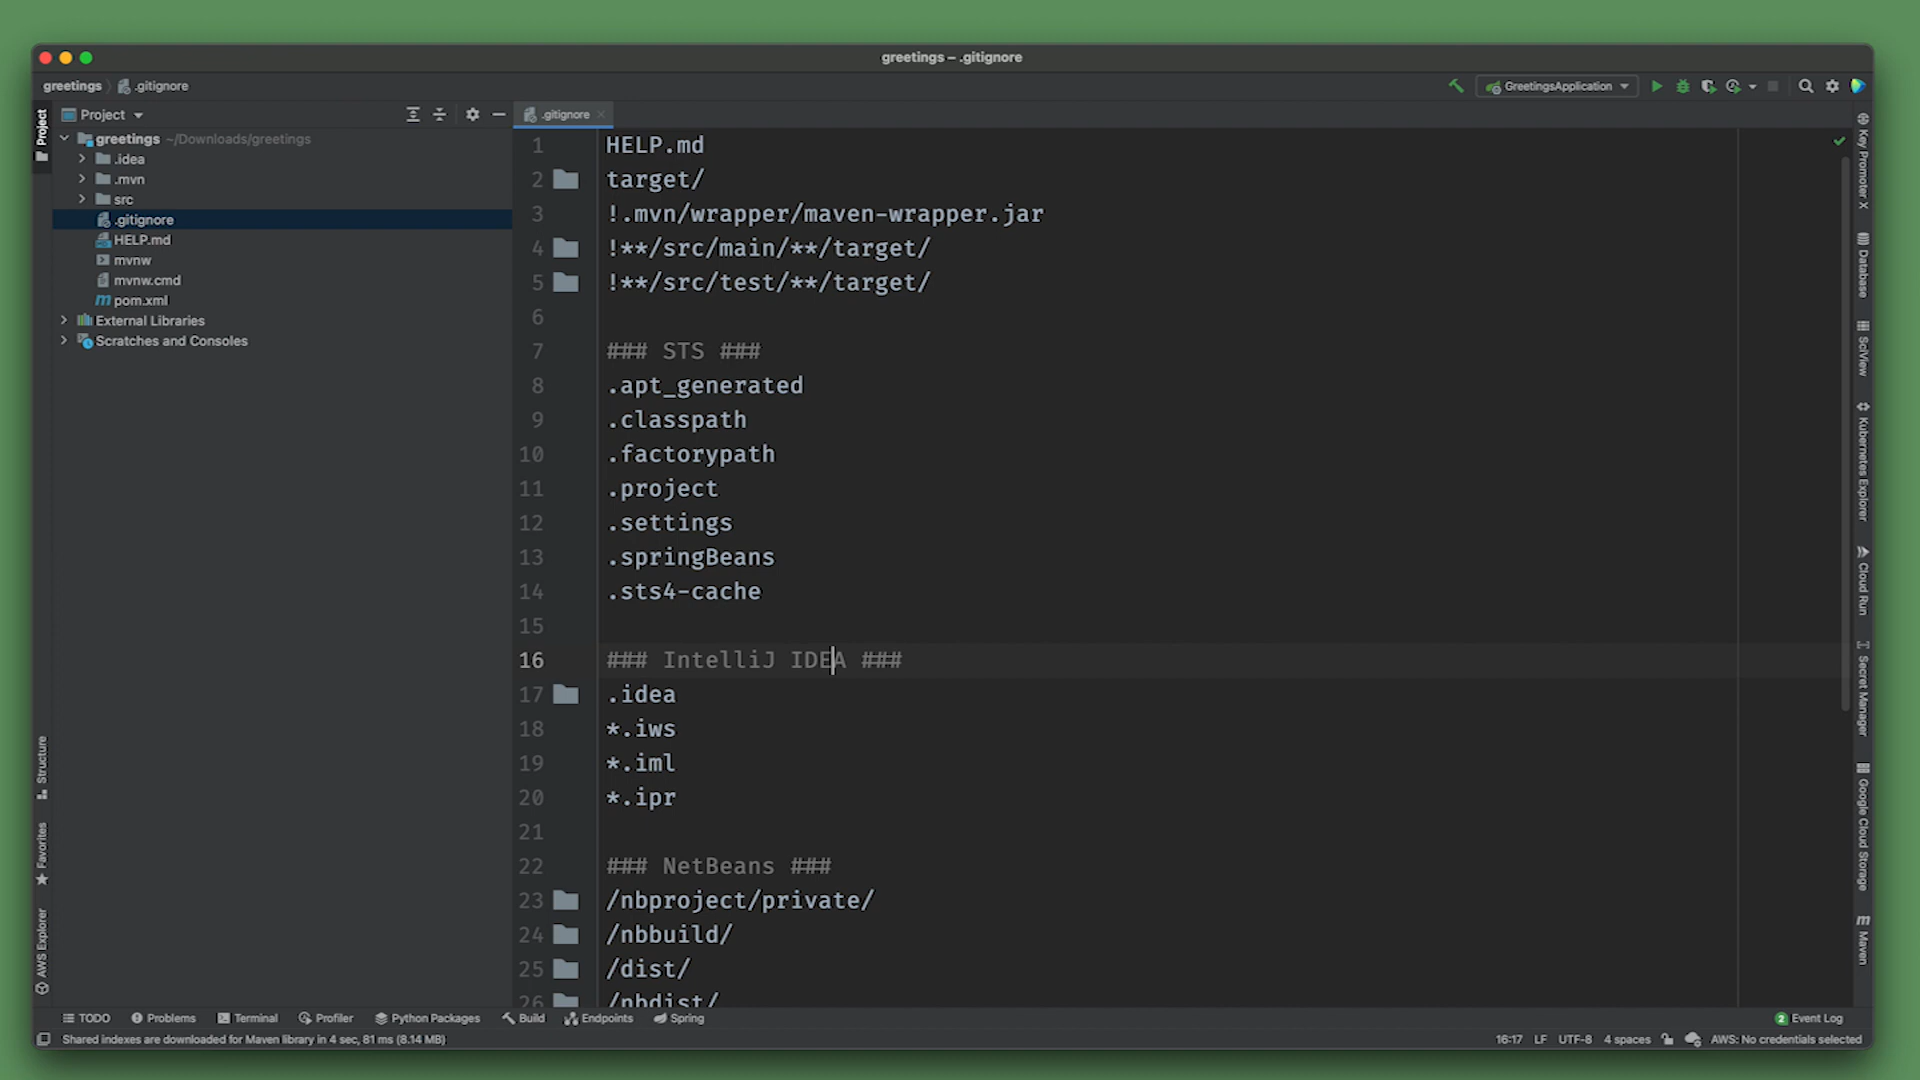 greetings – .gitignore
greetings
.gitignore
GreetingsApplication
Project
.gitignore
Project
greetings ~/Downloads/greetings
.idea
.mvn
src
.gitignore
HELP.md
mvnw
mvnw.cmd
pom.xml
External Libraries
Scratches and Consoles
1 HELP.md
2 target/
3 !.mvn/wrapper/maven-wrapper.jar
4 !**/src/main/**/target/
5 !**/src/test/**/target/
6
7 ### STS ###
8 .apt_generated
9 .classpath
10 .factorypath
11 .project
12 .settings
13 .springBeans
14 .sts4-cache
15
16 ### IntelliJ IDEA ###
17 .idea
18 *.iws
19 *.iml
20 *.ipr
21
22 ### NetBeans ###
23 /nbproject/private/
24 /nbbuild/
25 /dist/
26 /nbdist/
Structure
Favorites
AWS Explorer
Key Promoter X
Database
SciView
Kubernetes Explorer
Cloud Run
Secret Manager
Google Cloud Storage
Maven
TODO Problems Terminal Profiler Python Packages Build Endpoints Spring
2 Event Log
Shared indexes are downloaded for Maven library in 4 sec, 81 ms (8.14 MB)
16:17 LF UTF-8 4 spaces AWS: No credentials selected